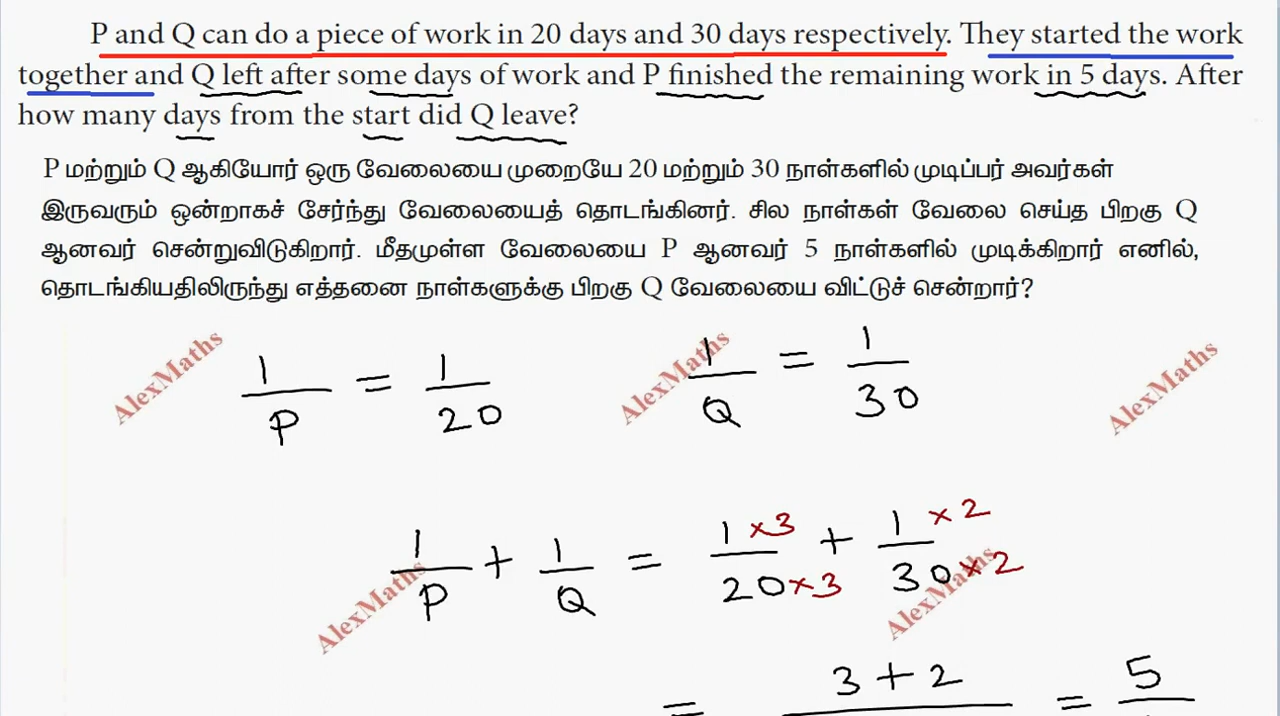 P and Q can do a piece of work in 20 days and 30 days respectively. They started the work
together and Q left after some days of work and P finished the remaining work in 5 days. After
how many days from the start did Q leave?
P மற்றும் Q ஆகியோர் ஒரு வேலையை முறையே 20 மற்றும் 30 நாள்களில் முடிப்பர் அவர்கள்
இருவரும் ஒன்றாகச் சேர்ந்து வேலையைத் தொடங்கினர். சில நாள்கள் வேலை செய்த பிறகு Q
ஆனவர் சென்றுவிடுகிறார். மீதமுள்ள வேலையை P ஆனவர் 5 நாள்களில் முடிக்கிறார் எனில்,
தொடங்கியதிலிருந்து எத்தனை நாள்களுக்கு பிறகு Q வேலையை விட்டுச் சென்றார்?
1/P = 1/20 1/Q = 1/30
AlexMaths AlexMaths AlexMaths
1/P + 1/Q = 1×3/20×3 + 1×2/30×2
AlexMaths AlexMaths
= 3+2 = 5